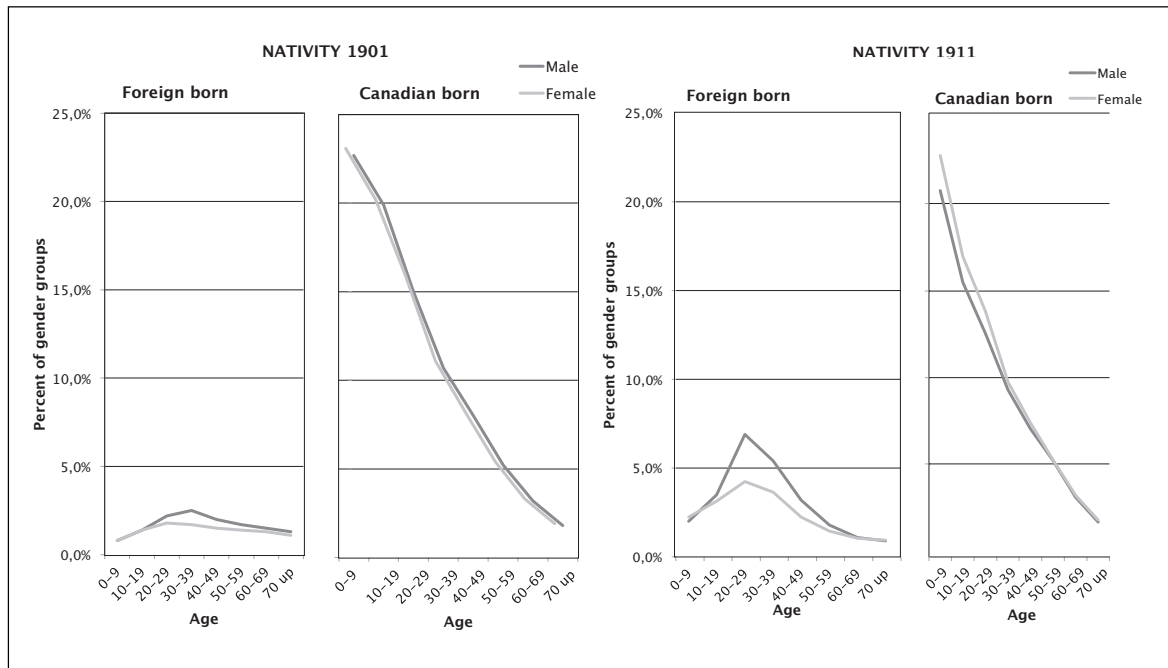 NATIVITY 1901
Male
Female
Foreign born
Canadian born
Percent of gender groups
25,0%
20,0%
15,0%
10,0%
5,0%
0,0%
0–9
10–19
20–29
30–39
40–49
50–59
60–69
70 up
Age
0–9
10–19
20–29
30–39
40–49
50–59
60–69
70 up
Age
NATIVITY 1911
Male
Female
Foreign born
Canadian born
Percent of gender groups
25,0%
20,0%
15,0%
10,0%
5,0%
0,0%
0–9
10–19
20–29
30–39
40–49
50–59
60–69
70 up
Age
0–9
10–19
20–29
30–39
40–49
50–59
60–69
70 up
Age